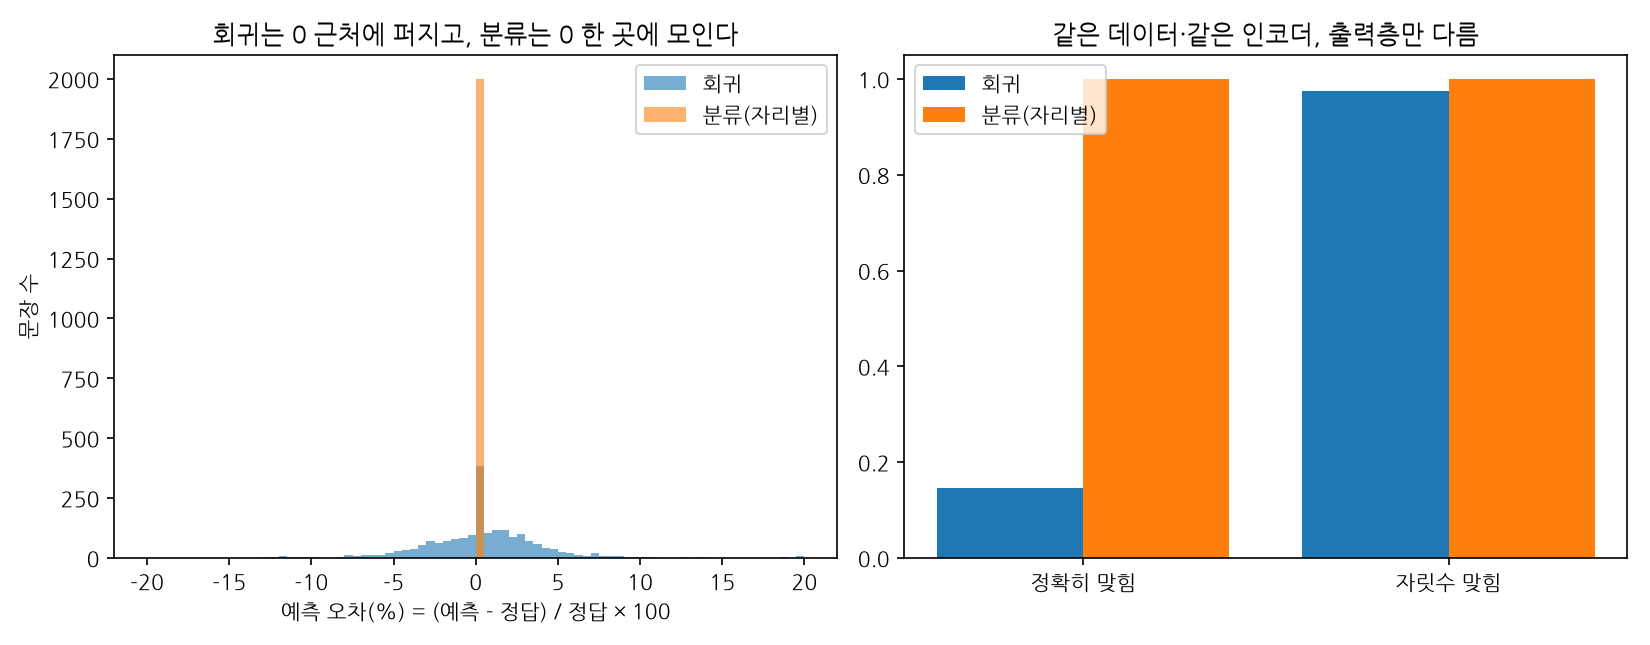 회귀는 0 근처에 퍼지고, 분류는 0 한 곳에 모인다
회귀
분류(자리별)
문장 수
2000
1750
1500
1250
1000
750
500
250
0
-20 -15 -10 -5 0 5 10 15 20
예측 오차(%) = (예측 - 정답) / 정답 × 100
같은 데이터·같은 인코더, 출력층만 다름
회귀
분류(자리별)
1.0
0.8
0.6
0.4
0.2
0.0
정확히 맞힘 자릿수 맞힘